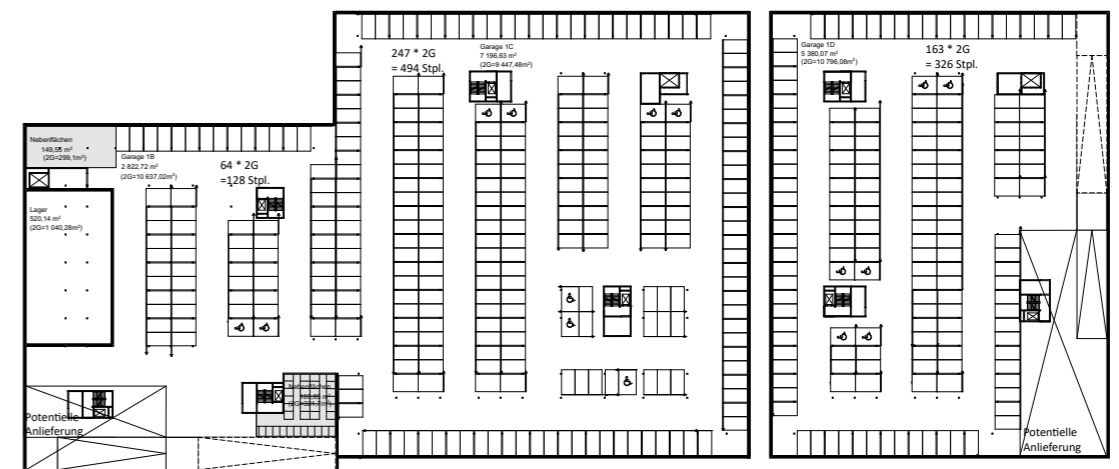 247 * 2G
= 494 Stpl.
Garage 1C
7 196,63 m²
(2G=9 447,48m²)
Garage 1D
5 380,07 m²
(2G=10 796,08m²)
163 * 2G
= 326 Stpl.
Nebenflächen
149,55 m²
(2G=299,1m²)
Garage 1B
2 822,72 m²
(2G=10 637,02m²)
64 * 2G
=128 Stpl.
Lager
520,14 m²
(2G=1 040,28m²)
Nebenflächen
Potentielle
Anlieferung
Potentielle
Anlieferung